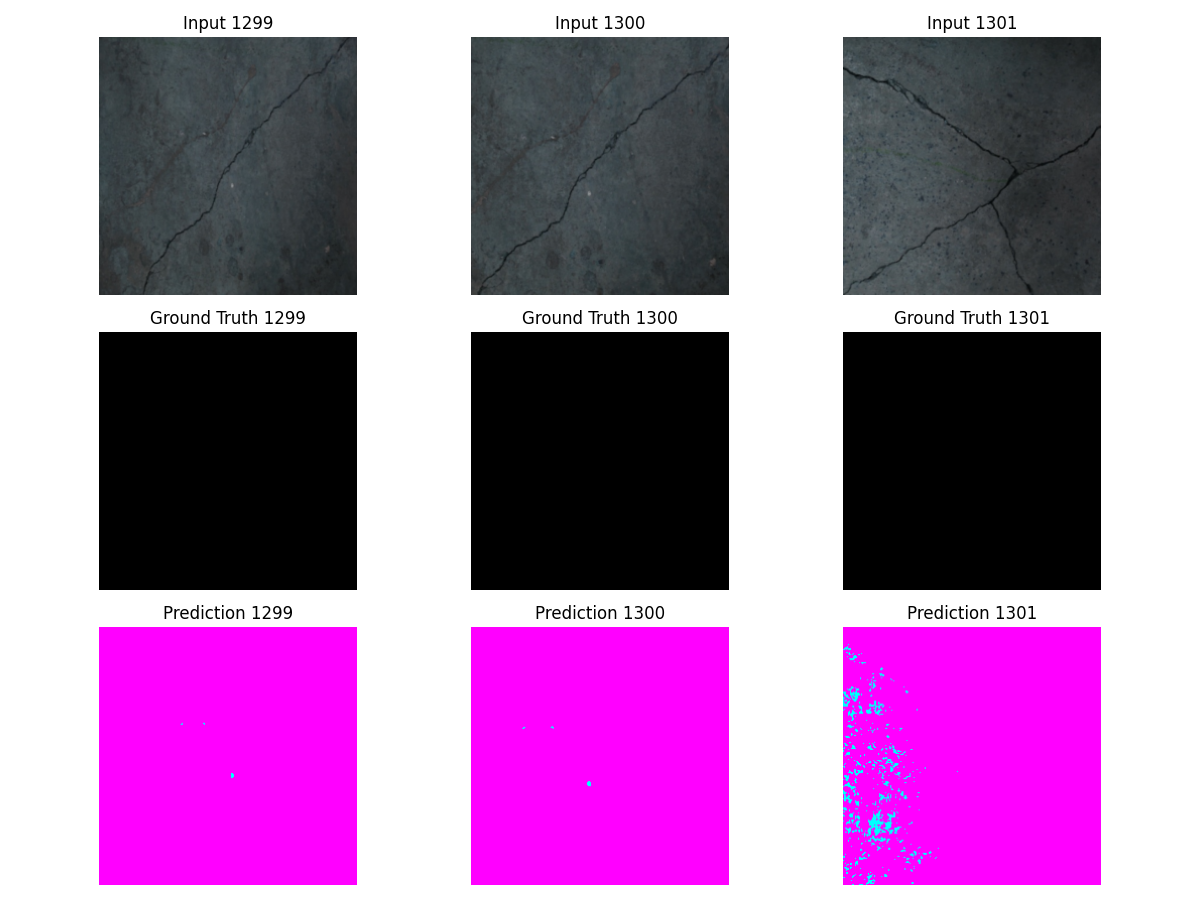 Input 1299
Input 1300
Input 1301
Ground Truth 1299
Ground Truth 1300
Ground Truth 1301
Prediction 1299
Prediction 1300
Prediction 1301